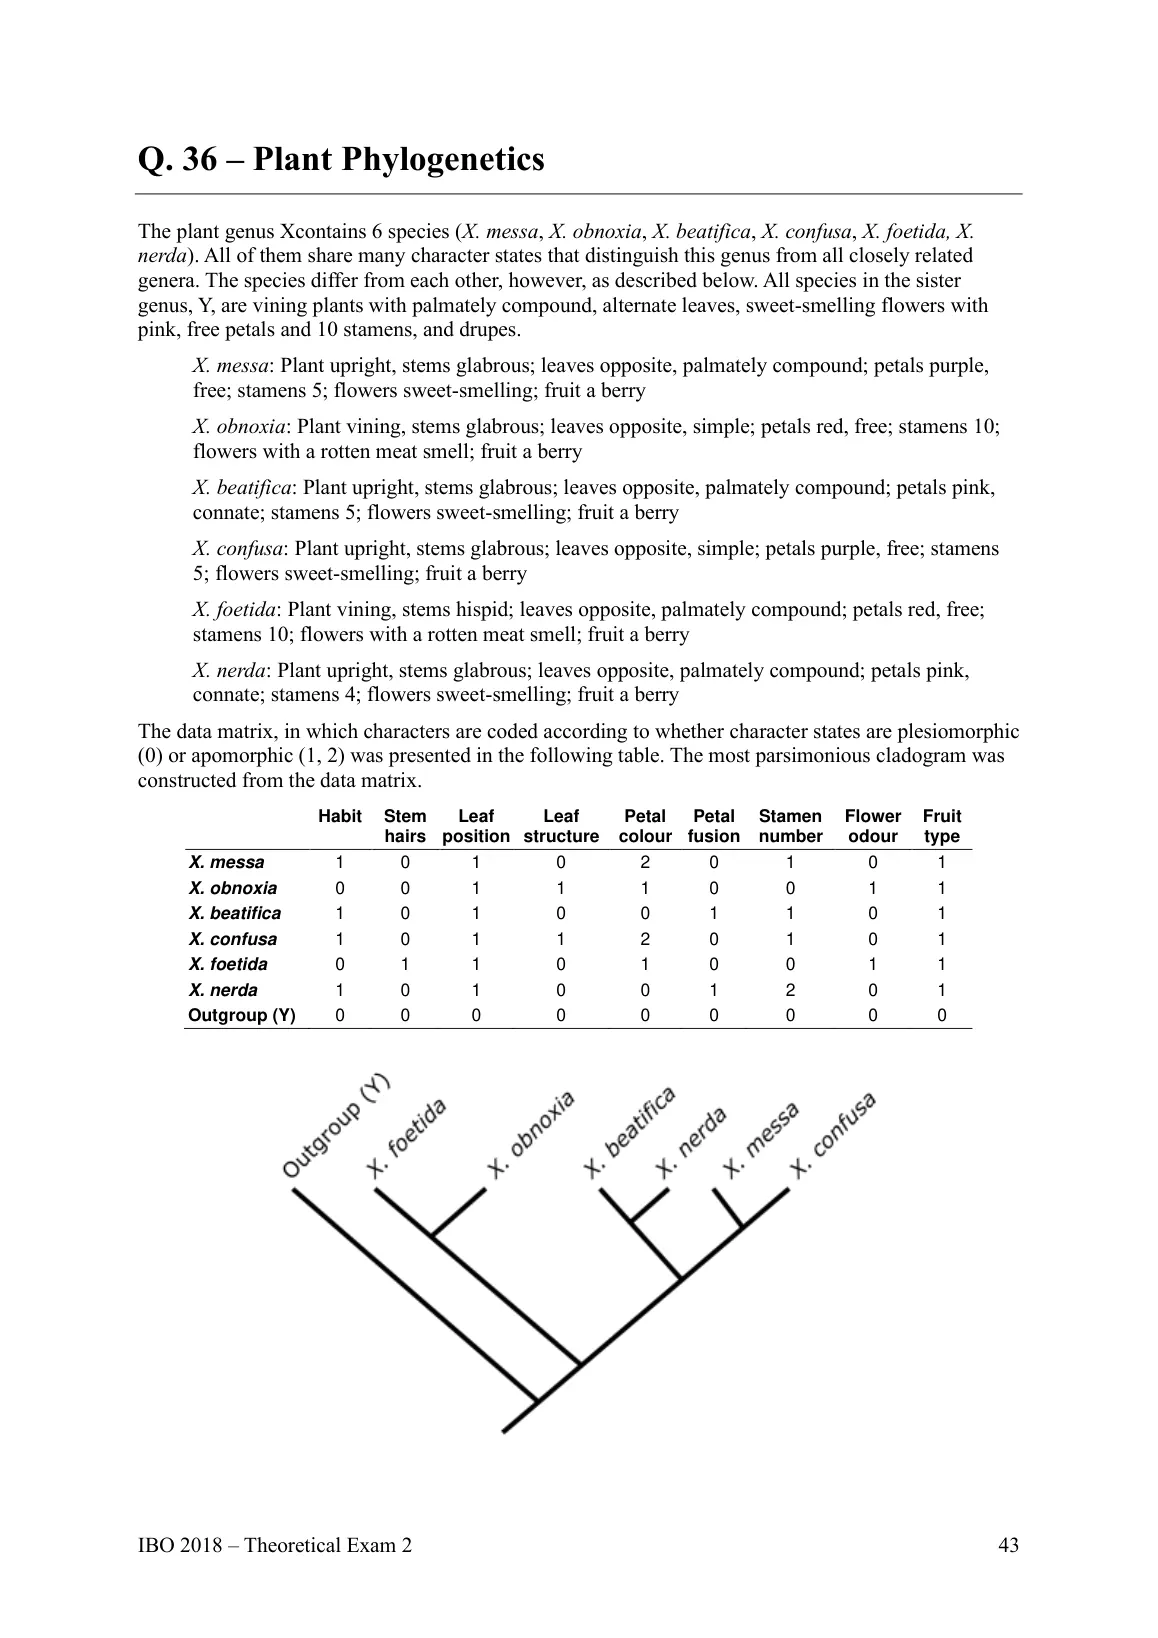 Q. 36 – Plant Phylogenetics
The plant genus Xcontains 6 species (X. messa, X. obnoxia, X. beatifica, X. confusa, X. foetida, X.
nerda). All of them share many character states that distinguish this genus from all closely related
genera. The species differ from each other, however, as described below. All species in the sister
genus, Y, are vining plants with palmately compound, alternate leaves, sweet-smelling flowers with
pink, free petals and 10 stamens, and drupes.
X. messa: Plant upright, stems glabrous; leaves opposite, palmately compound; petals purple,
free; stamens 5; flowers sweet-smelling; fruit a berry
X. obnoxia: Plant vining, stems glabrous; leaves opposite, simple; petals red, free; stamens 10;
flowers with a rotten meat smell; fruit a berry
X. beatifica: Plant upright, stems glabrous; leaves opposite, palmately compound; petals pink,
connate; stamens 5; flowers sweet-smelling; fruit a berry
X. confusa: Plant upright, stems glabrous; leaves opposite, simple; petals purple, free; stamens
5; flowers sweet-smelling; fruit a berry
X. foetida: Plant vining, stems hispid; leaves opposite, palmately compound; petals red, free;
stamens 10; flowers with a rotten meat smell; fruit a berry
X. nerda: Plant upright, stems glabrous; leaves opposite, palmately compound; petals pink,
connate; stamens 4; flowers sweet-smelling; fruit a berry
The data matrix, in which characters are coded according to whether character states are plesiomorphic
(0) or apomorphic (1, 2) was presented in the following table. The most parsimonious cladogram was
constructed from the data matrix.
Habit Stem Leaf Leaf Petal Petal Stamen Flower Fruit
hairs position structure colour fusion number odour type
X. messa 1 0 1 0 2 0 1 0 1
X. obnoxia 0 0 1 1 1 0 0 1 1
X. beatifica 1 0 1 0 0 1 1 0 1
X. confusa 1 0 1 1 2 0 1 0 1
X. foetida 0 1 1 0 1 0 0 1 1
X. nerda 1 0 1 0 0 1 2 0 1
Outgroup (Y) 0 0 0 0 0 0 0 0 0
Outgroup (Y)
X. foetida
X. obnoxia
X. beatifica
X. nerda
X. messa
X. confusa
IBO 2018 – Theoretical Exam 2 43